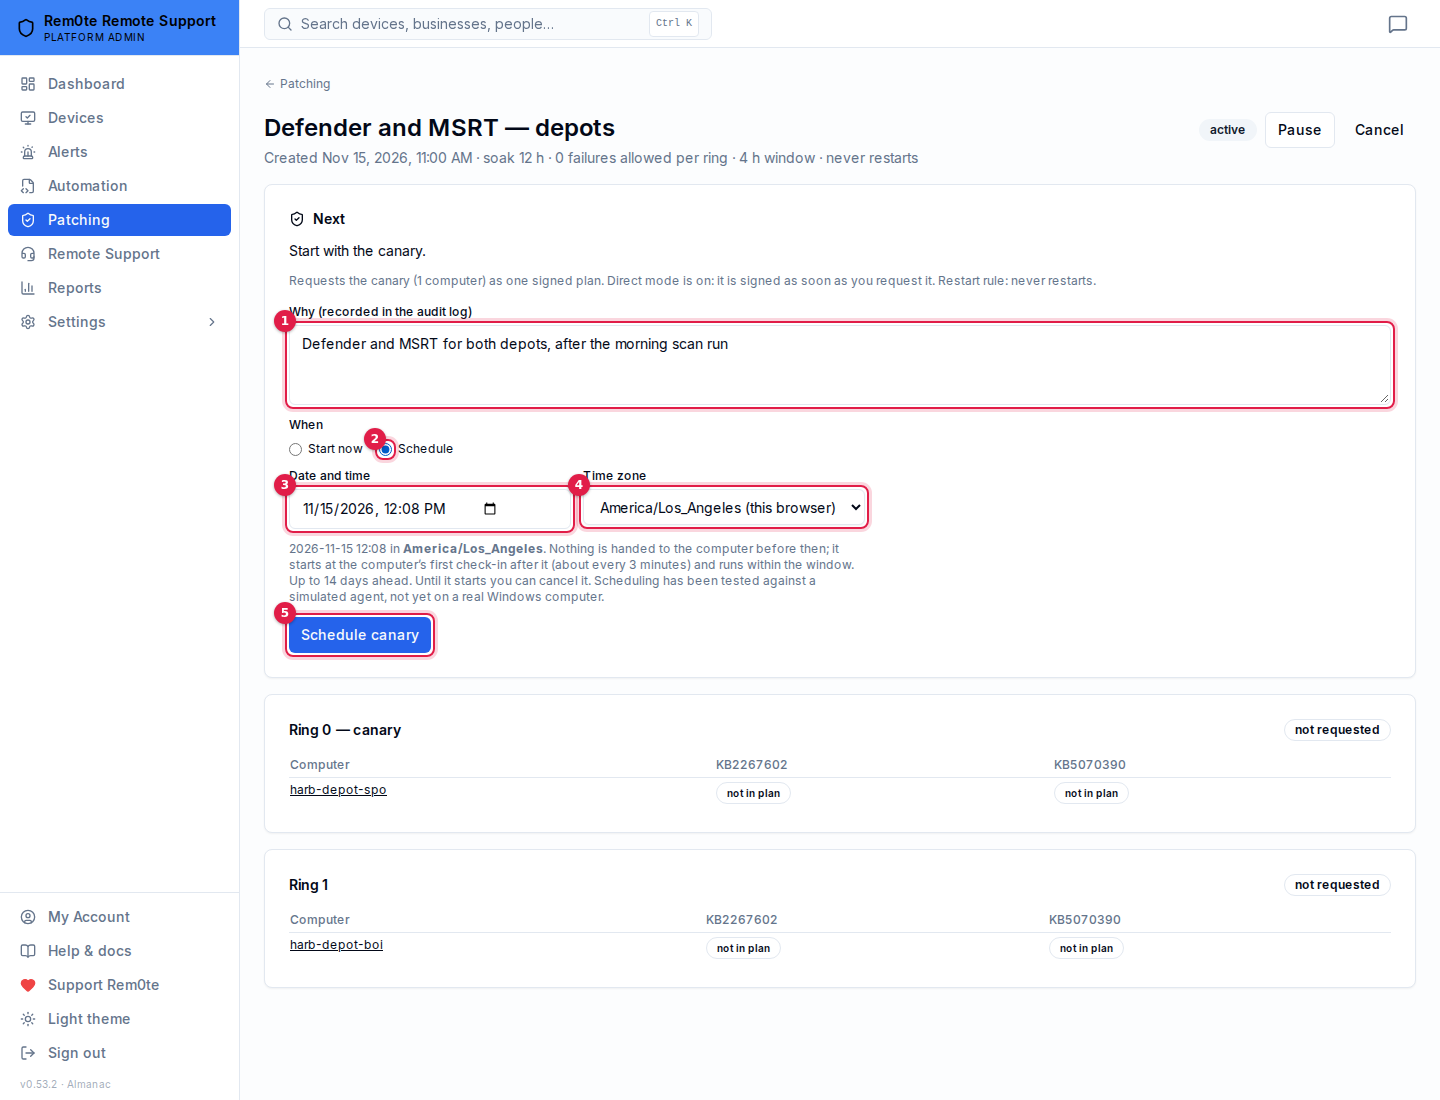 Rem0te Remote Support
PLATFORM ADMIN
Search devices, businesses, people…
Ctrl K
Dashboard
Devices
Alerts
Automation
Patching
Remote Support
Reports
Settings
My Account
Help & docs
Support Rem0te
Light theme
Sign out
v0.53.2 · Almanac
← Patching
Defender and MSRT — depots
active
Pause
Cancel
Created Nov 15, 2026, 11:00 AM · soak 12 h · 0 failures allowed per ring · 4 h window · never restarts
Next
Start with the canary.
Requests the canary (1 computer) as one signed plan. Direct mode is on: it is signed as soon as you request it. Restart rule: never restarts.
Why (recorded in the audit log)
1
Defender and MSRT for both depots, after the morning scan run
When
2
Start now
Schedule
Date and time
Time zone
3
4
11/15/2026, 12:08 PM
America/Los_Angeles (this browser)
2026-11-15 12:08 in America/Los_Angeles. Nothing is handed to the computer before then; it
starts at the computer's first check-in after it (about every 3 minutes) and runs within the window.
Up to 14 days ahead. Until it starts you can cancel it. Scheduling has been tested against a
simulated agent, not yet on a real Windows computer.
5
Schedule canary
Ring 0 — canary
not requested
Computer
KB2267602
KB5070390
harb-depot-spo
not in plan
not in plan
Ring 1
not requested
Computer
KB2267602
KB5070390
harb-depot-boi
not in plan
not in plan